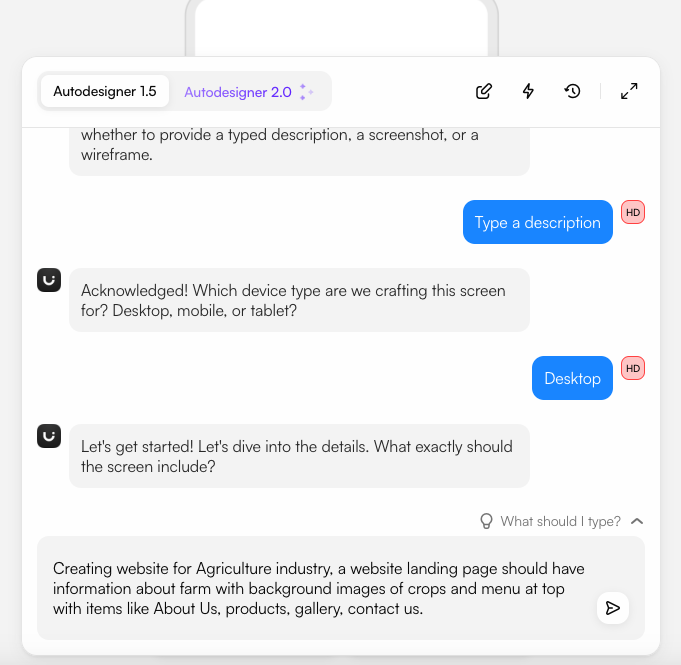 Autodesigner 1.5
Autodesigner 2.0
whether to provide a typed description, a screenshot, or a
wireframe.
Type a description
HD
Acknowledged! Which device type are we crafting this screen
for? Desktop, mobile, or tablet?
Desktop
HD
Let's get started! Let's dive into the details. What exactly should
the screen include?
What should I type?
Creating website for Agriculture industry, a website landing page should have
information about farm with background images of crops and menu at top
with items like About Us, products, gallery, contact us.